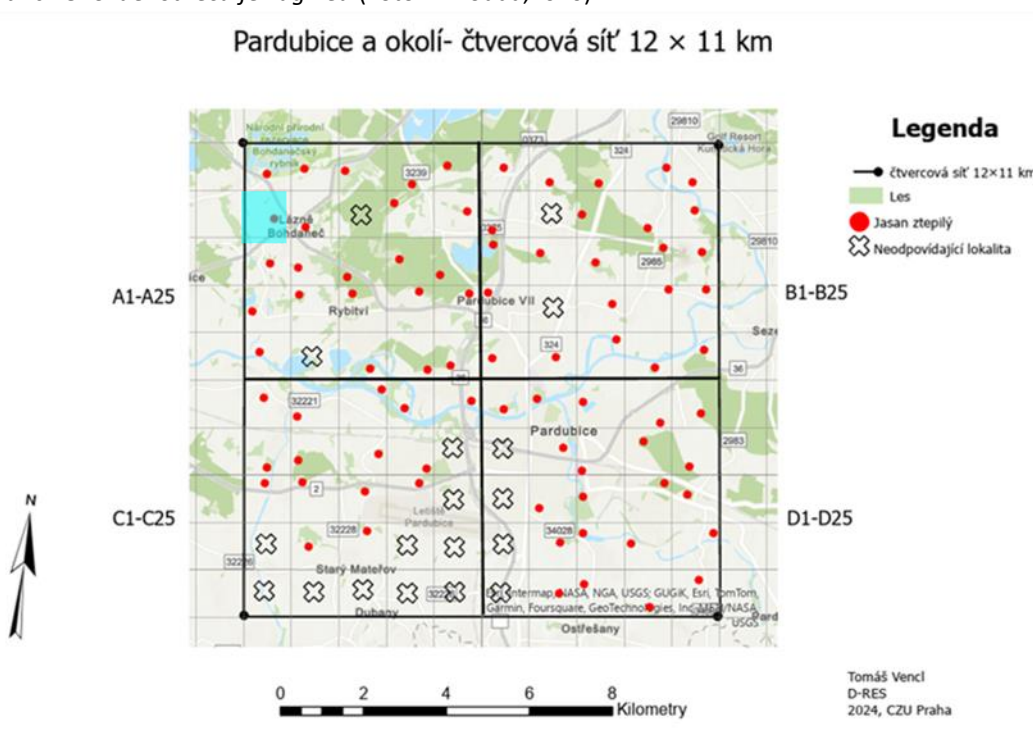 Pardubice a okolí- čtvercová síť 12 × 11 km
Národní přírodní
Bohdanečský
rybník
29810
0373
324
Golf Resort
Kunětická Hora
Legenda
čtvercová síť 12×11 km
Les
Jasan ztepilý
Neodpovídající lokalita
3239
Lázně
Bohdaneč
29810
2985
A1-A25
B1-B25
Pardubice VII
Rybitví
324
36
36
32221
Pardubice
2983
2
C1-C25
D1-D25
Letiště
Pardubice
32228
34028
N
Starý Mateřov
Dubany
Esri, Intermap, NASA, NGA, USGS; GUGiK, Esri, TomTom,
Garmin, Foursquare, GeoTechnologies, Inc, METI/NASA,
USGS
Ostřešany
0 2 4 6 8
Kilometry
Tomáš Vencl
D-RES
2024, CZU Praha